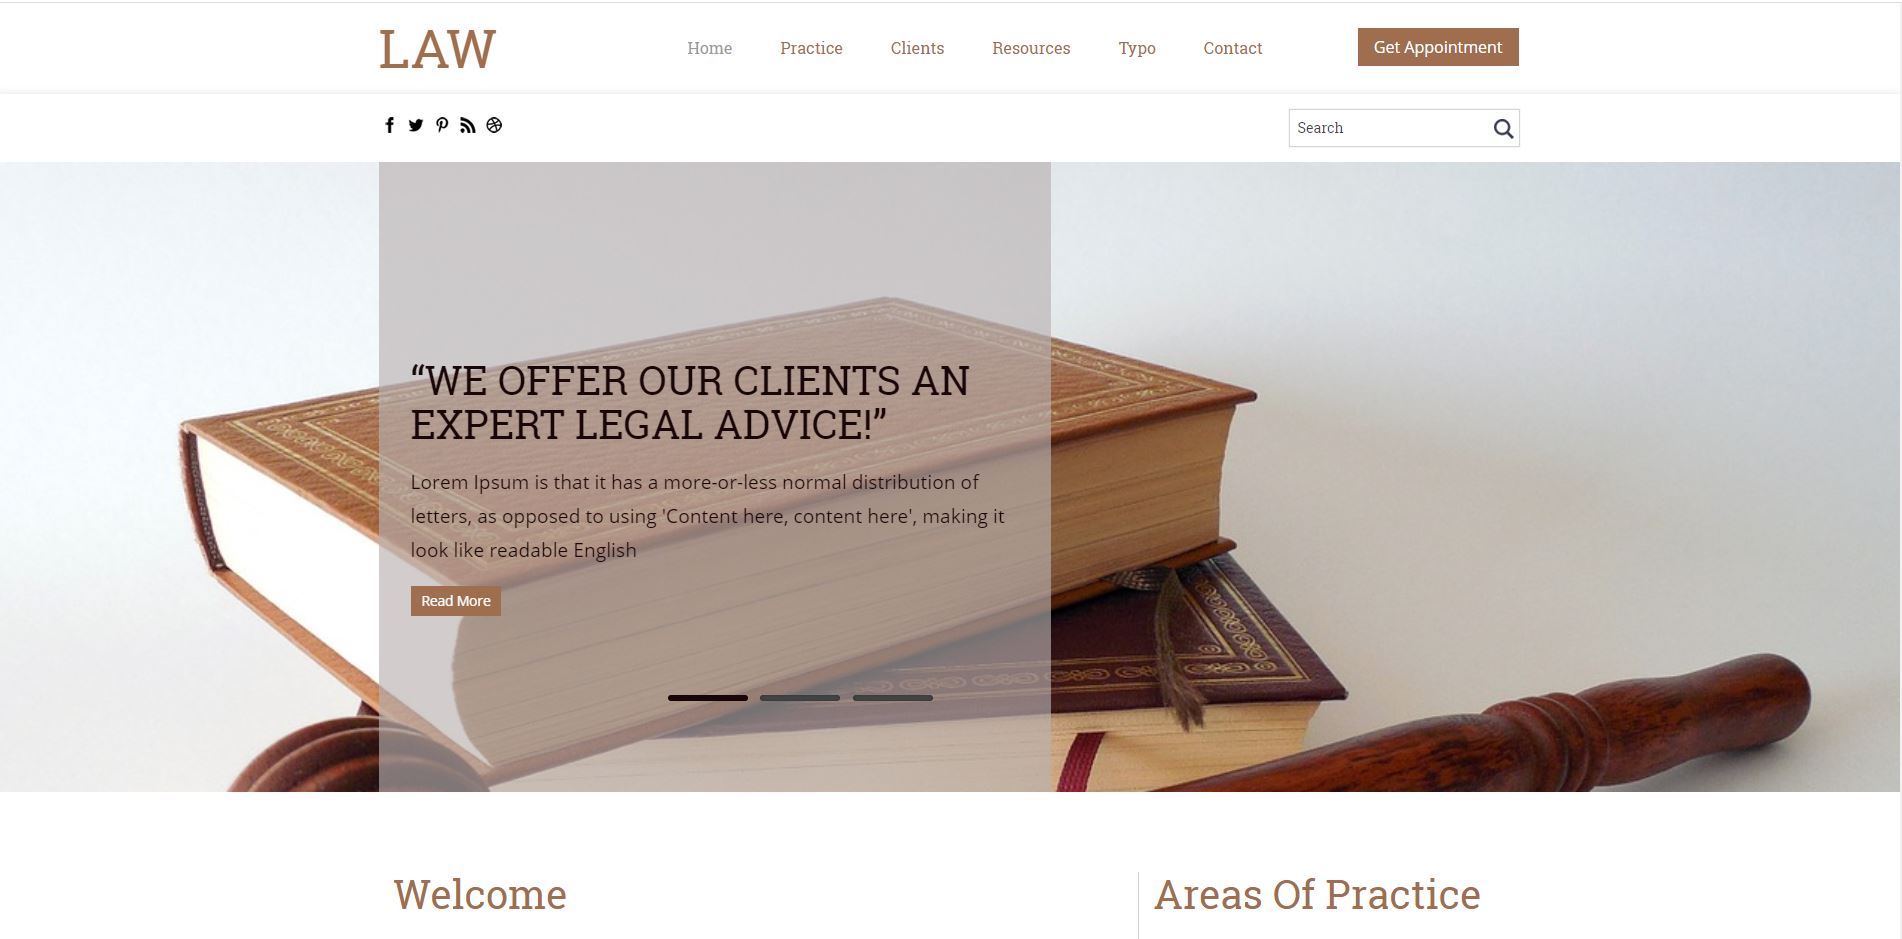 LAW
Home Practice Clients Resources Typo Contact
Get Appointment
Search
“WE OFFER OUR CLIENTS AN
EXPERT LEGAL ADVICE!”
Lorem Ipsum is that it has a more-or-less normal distribution of
letters, as opposed to using 'Content here, content here', making it
look like readable English
Read More
Welcome
Areas Of Practice